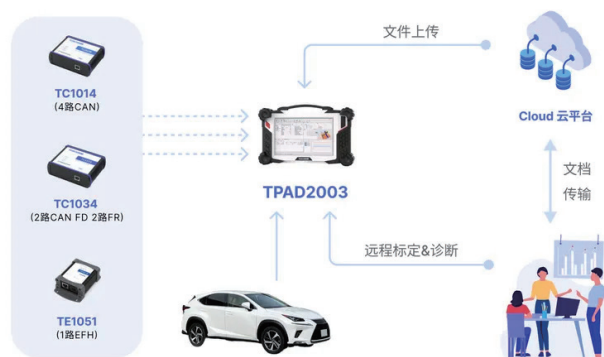 TC1014
(4路CAN)
TC1034
(2路CAN FD 2路FR)
TE1051
(1路EFH)
TPAD2003
文件上传
Cloud 云平台
文档
传输
远程标定&诊断